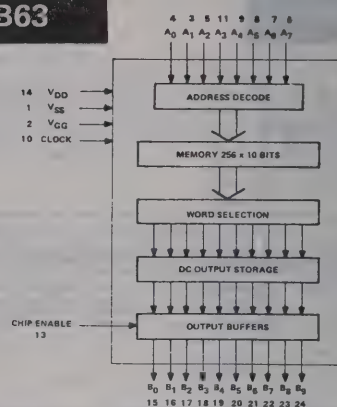 B63
4 3 5 11 9 8 7 6
A0 A1 A2 A3 A4 A5 A6 A7
14 VDD
1 VSS
2 VGG
10 CLOCK
ADDRESS DECODE
MEMORY 256 x 10 BITS
WORD SELECTION
DC OUTPUT STORAGE
CHIP ENABLE
13
OUTPUT BUFFERS
B0 B1 B2 B3 B4 B5 B6 B7 B8 B9
15 16 17 18 19 20 21 22 23 24